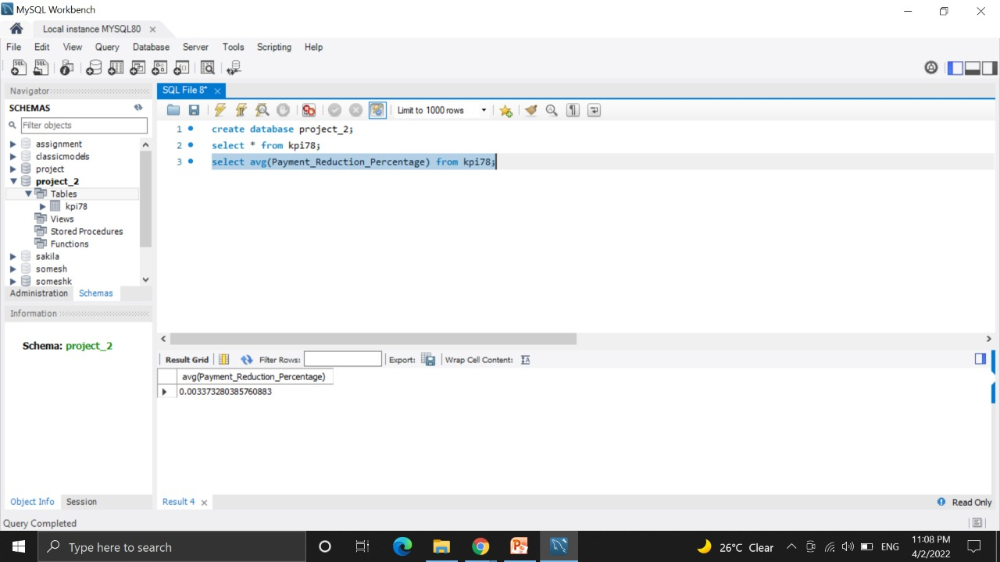 MySQL Workbench
Local instance MYSQL80
File Edit View Query Database Server Tools Scripting Help
Navigator
SCHEMAS
Filter objects
assignment
classicmodels
project
project_2
Tables
kpi78
Views
Stored Procedures
Functions
sakila
somesh
someshk
Administration Schemas
Information
Schema: project_2
Object Info Session
SQL File 8*
Limit to 1000 rows
1 create database project_2;
2 select * from kpi78;
3 select avg(Payment_Reduction_Percentage) from kpi78;
Result Grid Filter Rows: Export: Wrap Cell Content:
avg(Payment_Reduction_Percentage)
0.003373280385760883
Result 4 Read Only
Query Completed
Type here to search
26°C Clear
ENG
11:08 PM
4/2/2022